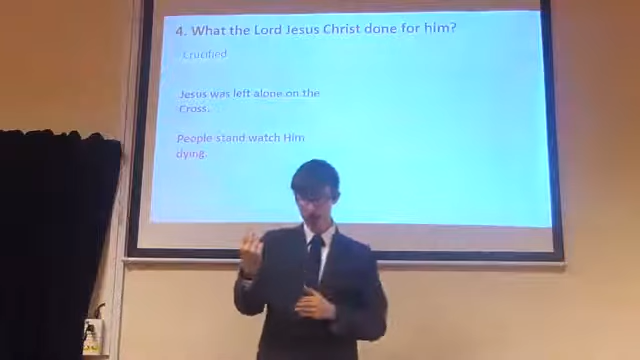 4. What the Lord Jesus Christ done for him?
Crucified
Jesus was left alone on the
Cross.
People stand watch Him
dying.